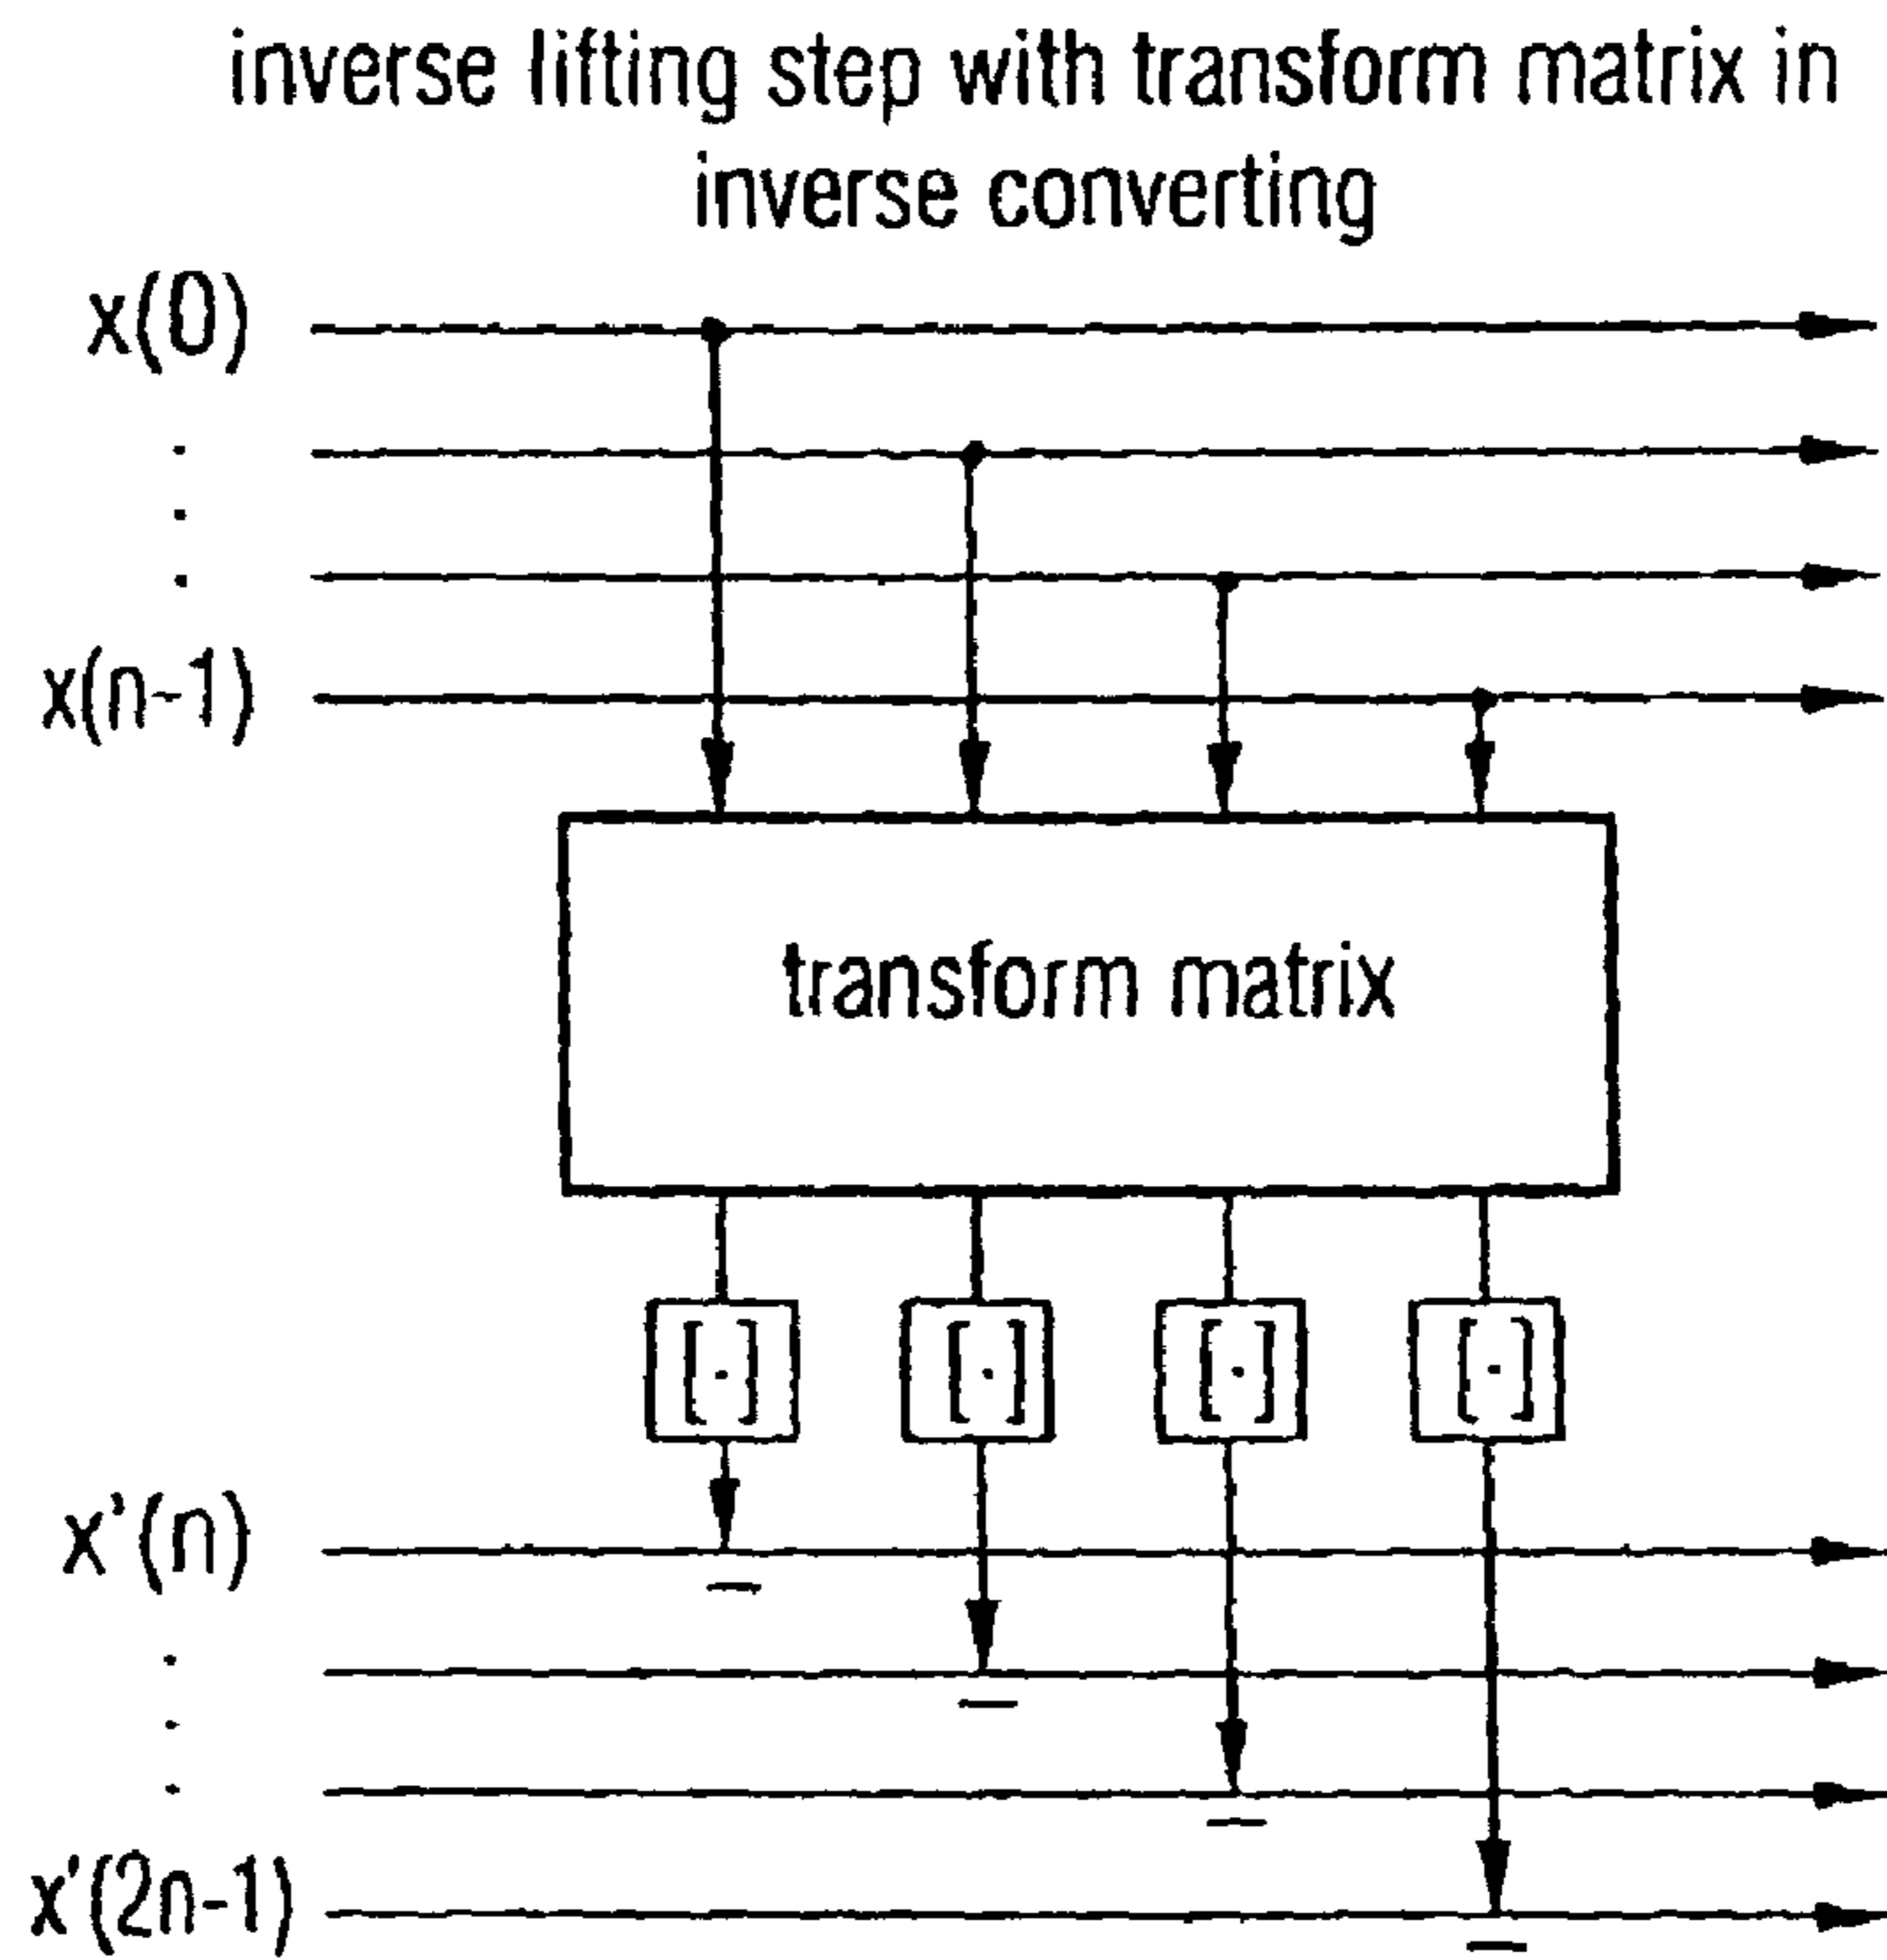 inverse lifting step with transform matrix in
inverse converting
x(0)
.
.
.
x(n-1)
transform matrix
[·] [·] [·] [·]
x'(n)
–
.
–
.
.
–
x'(2n-1)
–